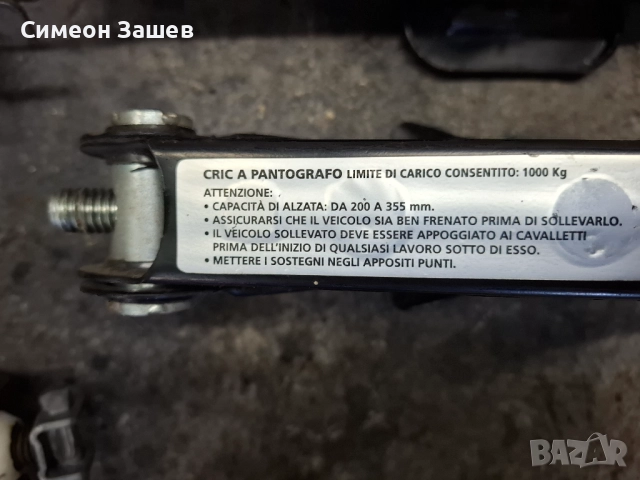 Симеон Зашев
CRIC A PANTOGRAFO LIMITE DI CARICO CONSENTITO: 1000 Kg
ATTENZIONE:
• CAPACITÀ DI ALZATA: DA 200 A 355 mm.
• ASSICURARSI CHE IL VEICOLO SIA BEN FRENATO PRIMA DI SOLLEVARLO.
• IL VEICOLO SOLLEVATO DEVE ESSERE APPOGGIATO AI CAVALLETTI
PRIMA DELL'INIZIO DI QUALSIASI LAVORO SOTTO DI ESSO.
• METTERE I SOSTEGNI NEGLI APPOSITI PUNTI.
BAZAR